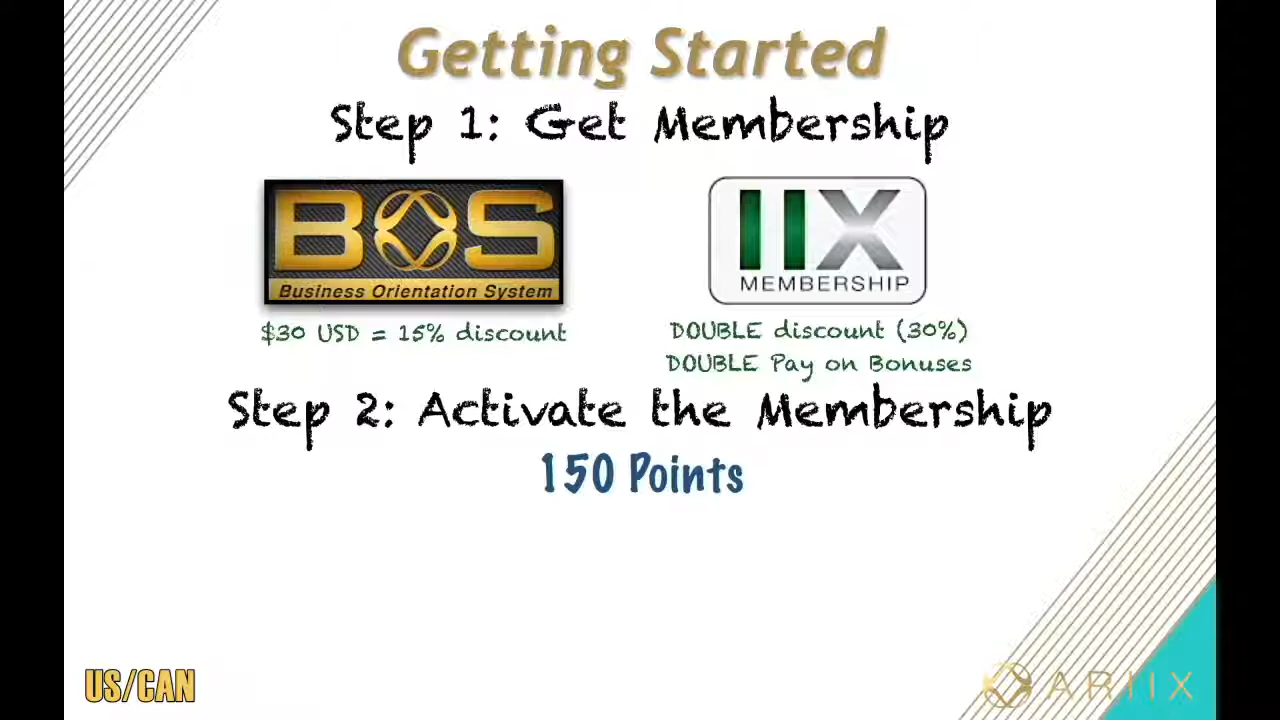 Getting Started
Step 1: Get Membership
BOS
Business Orientation System
IIX
MEMBERSHIP
$30 USD = 15% discount
DOUBLE discount (30%)
DOUBLE Pay on Bonuses
Step 2: Activate the Membership
150 Points
US/CAN
ARIIX